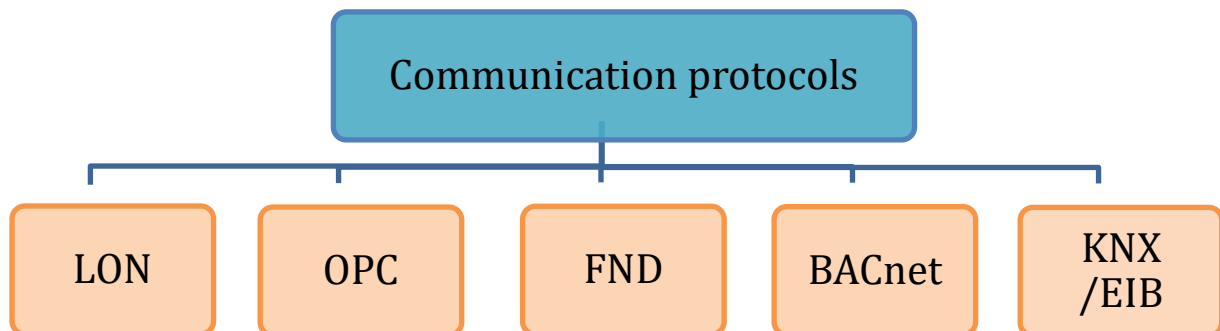 Communication protocols
LON
OPC
FND
BACnet
KNX
/EIB